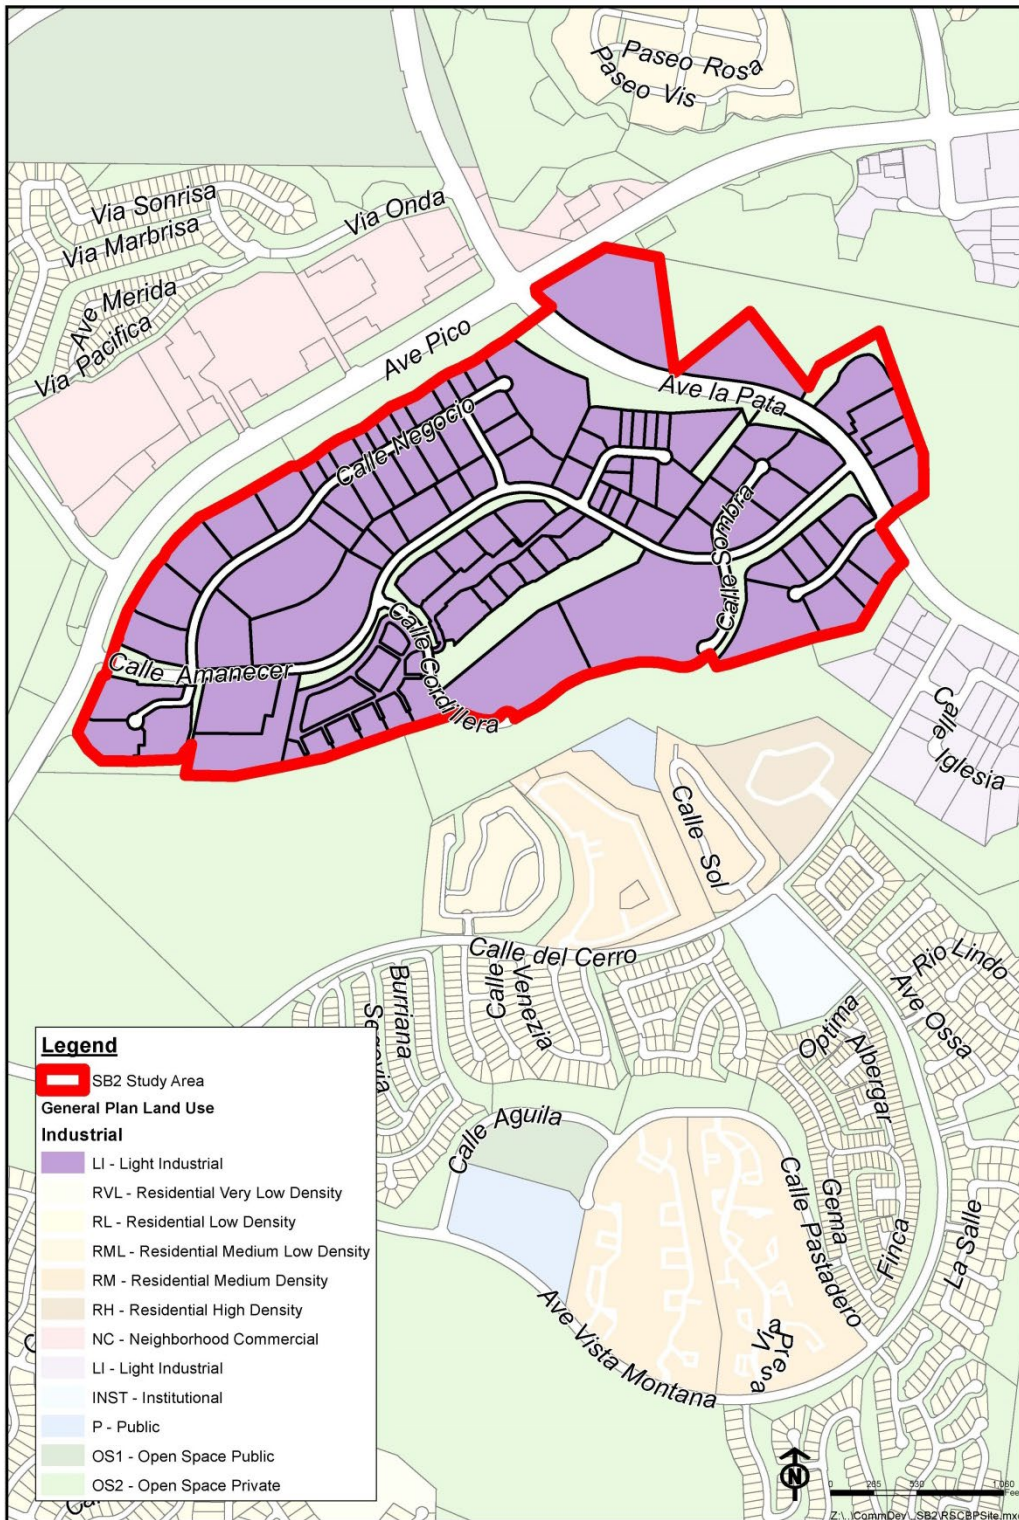 Paseo Rosa
Paseo Vis
Via Sonrisa
Via Onda
Via Marbrisa
Ave Merida
Via Pacifica
Ave Pico
Ave la Pata
Calle Negocio
Calle Sombra
Calle Cordillera
Calle Amanecer
Calle Iglesia
Calle Sol
Calle del Cerro
Rio Lindo
Ave Ossa
Burriana
Calle Venezia
Segovia
Optima
Albergar
Calle Aguila
Calle Pastadero
Gema
Finca
La Salle
Ave Vista Montana
Via Presa
Legend
SB2 Study Area
General Plan Land Use
Industrial
LI - Light Industrial
RVL - Residential Very Low Density
RL - Residential Low Density
RML - Residential Medium Low Density
RM - Residential Medium Density
RH - Residential High Density
NC - Neighborhood Commercial
LI - Light Industrial
INST - Institutional
P - Public
OS1 - Open Space Public
OS2 - Open Space Private
N
0 265 530 1,060
Feet